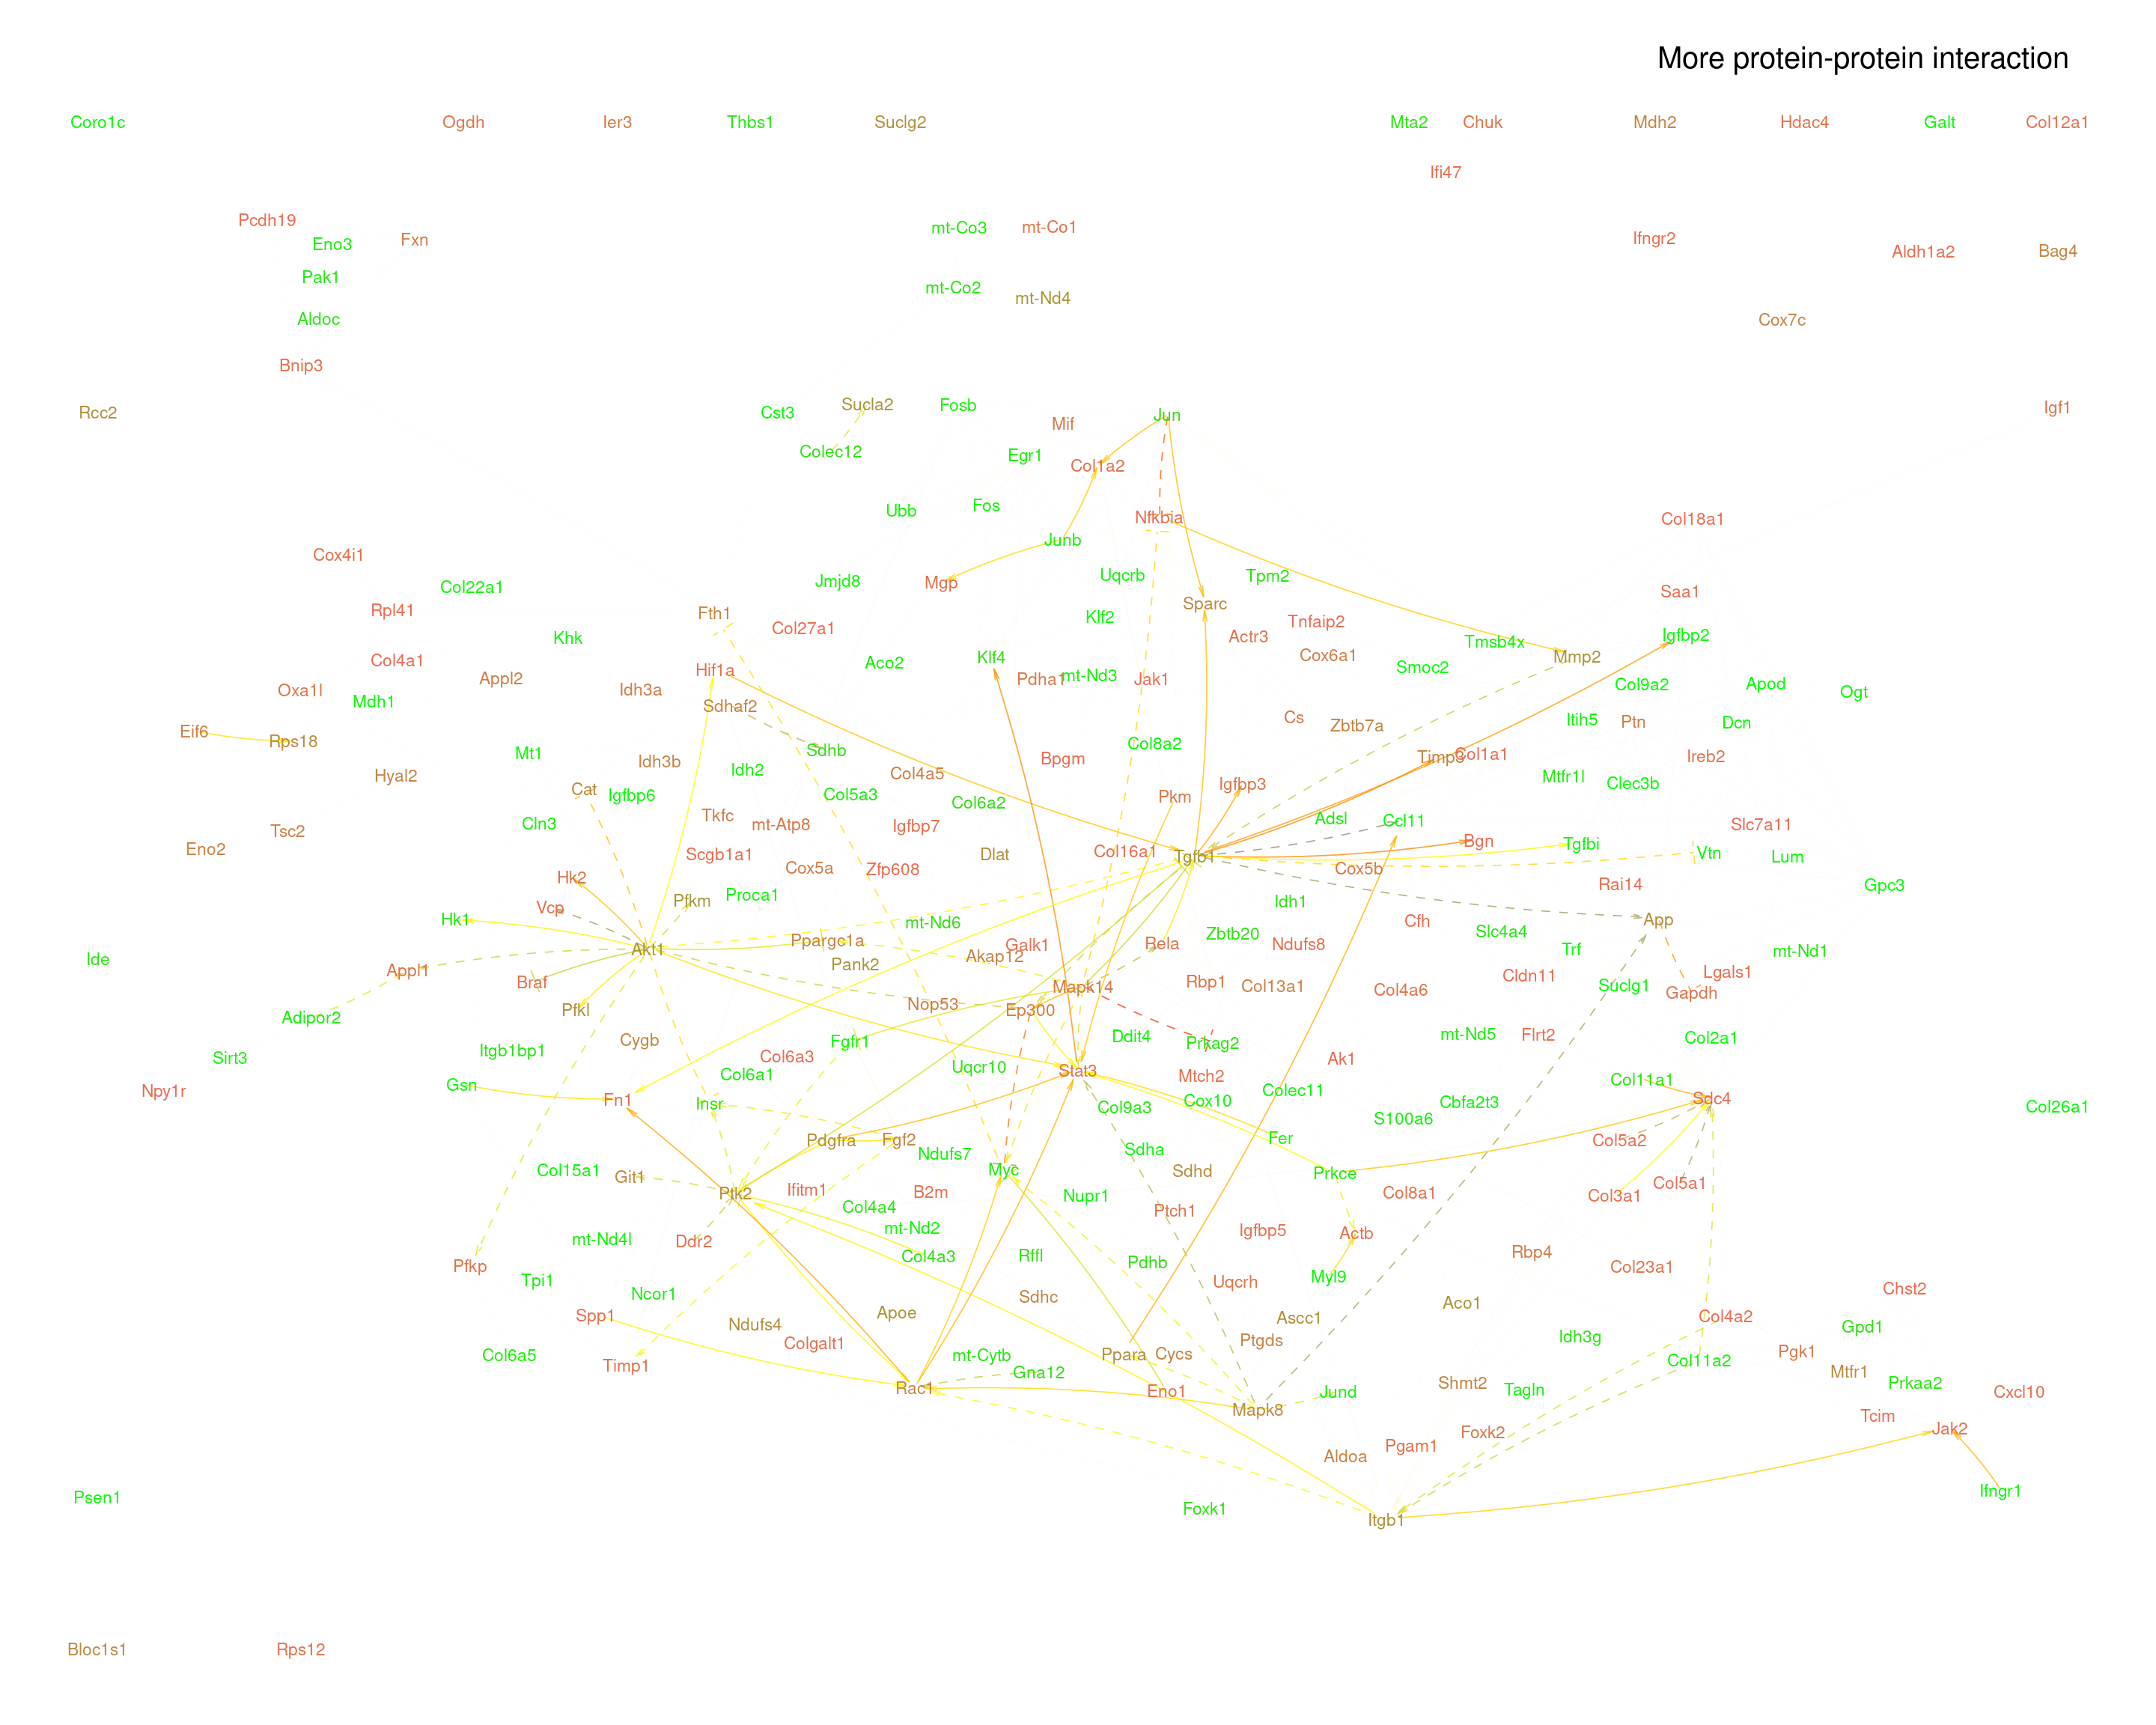 More protein-protein interaction
Coro1c Ogdh Ier3 Thbs1 Suclg2 Mta2 Chuk Mdh2 Hdac4 Galt Col12a1
Ifi47
Pcdh19 Eno3 Fxn mt-Co3 mt-Co1 Ifngr2 Aldh1a2 Bag4
Pak1 mt-Co2 mt-Nd4
Aldoc Cox7c
Bnip3
Rcc2 Cst3 Sucla2 Fosb Mif Jun Igf1
Colec12 Egr1 Col1a2
Ubb Fos Nfkbia Col18a1
Cox4i1 Junb
Col22a1 Jmjd8 Mgp Uqcrb Tpm2 Saa1
Rpl41 Fth1 Klf2 Sparc
Khk Col27a1 Actr3 Tnfaip2 Tmsb4x Igfbp2
Col4a1 Aco2 Klf4 Cox6a1 Smoc2 Mmp2
Oxa1l Mdh1 Appl2 Idh3a Hif1a Pdha1 mt-Nd3 Jak1 Col9a2 Apod Ogt
Sdhaf2 Cs Zbtb7a Itih5 Ptn Dcn
Eif6 Rps18 Mt1 Idh3b Sdhb Bpgm Col8a2 Timp3 Col1a1 Ireb2
Hyal2 Cat Igfbp6 Idh2 Col4a5 Col5a3 Col6a2 Pkm Igfbp3 Mtfr1l Clec3b
Tsc2 Cln3 Tkfc mt-Atp8 Igfbp7 Adsl Ccl11 Slc7a11
Eno2 Scgb1a1 Cox5a Zfp608 Dlat Col16a1 Tgfb1 Cox5b Bgn Tgfbi Vtn Lum
Hk2 Vcp Pfkm Proca1 Idh1 Rai14 Gpc3
Hk1 mt-Nd6 Zbtb20 Cfh Slc4a4 App
Ide Akt1 Ppargc1a Pank2 Akap12 Galk1 Rela Ndufs8 Trf mt-Nd1
Appl1 Braf Mapk14 Rbp1 Col13a1 Col4a6 Cldn11 Suclg1 Lgals1 Gapdh
Adipor2 Pfkl Nop53 Ep300
Sirt3 Itgb1bp1 Cygb Fgfr1 Ddit4 Prkag2 mt-Nd5 Flrt2 Col2a1
Npy1r Gsn Fn1 Col6a3 Col6a1 Uqcr10 Stat3 Mtch2 Ak1 Col11a1
Insr Col9a3 Cox10 Colec11 S100a6 Cbfa2t3 Sdc4 Col26a1
Pdgfra Fgf2 Ndufs7 Sdha Fer Col5a2
Col15a1 Git1 Ptk2 Ifitm1 B2m Myc Nupr1 Sdhd Prkce Col8a1 Col3a1 Col5a1
mt-Nd4l Ddr2 Col4a4 mt-Nd2 Ptch1 Igfbp5 Actb
Pfkp Tpi1 Ncor1 Col4a3 Rffl Pdhb Uqcrh Myl9 Rbp4 Col23a1
Spp1 Ndufs4 Apoe Sdhc Ascc1 Aco1 Col4a2 Chst2
Col6a5 Timp1 Colgalt1 mt-Cytb Gna12 Ppara Cycs Ptgds Idh3g Col11a2 Pgk1 Gpd1 Mtfr1
Rac1 Eno1 Mapk8 Jund Shmt2 Tagln Prkaa2 Cxcl10
Aldoa Pgam1 Foxk2 Tcim Jak2
Psen1 Foxk1 Itgb1 Ifngr1
Bloc1s1 Rps12